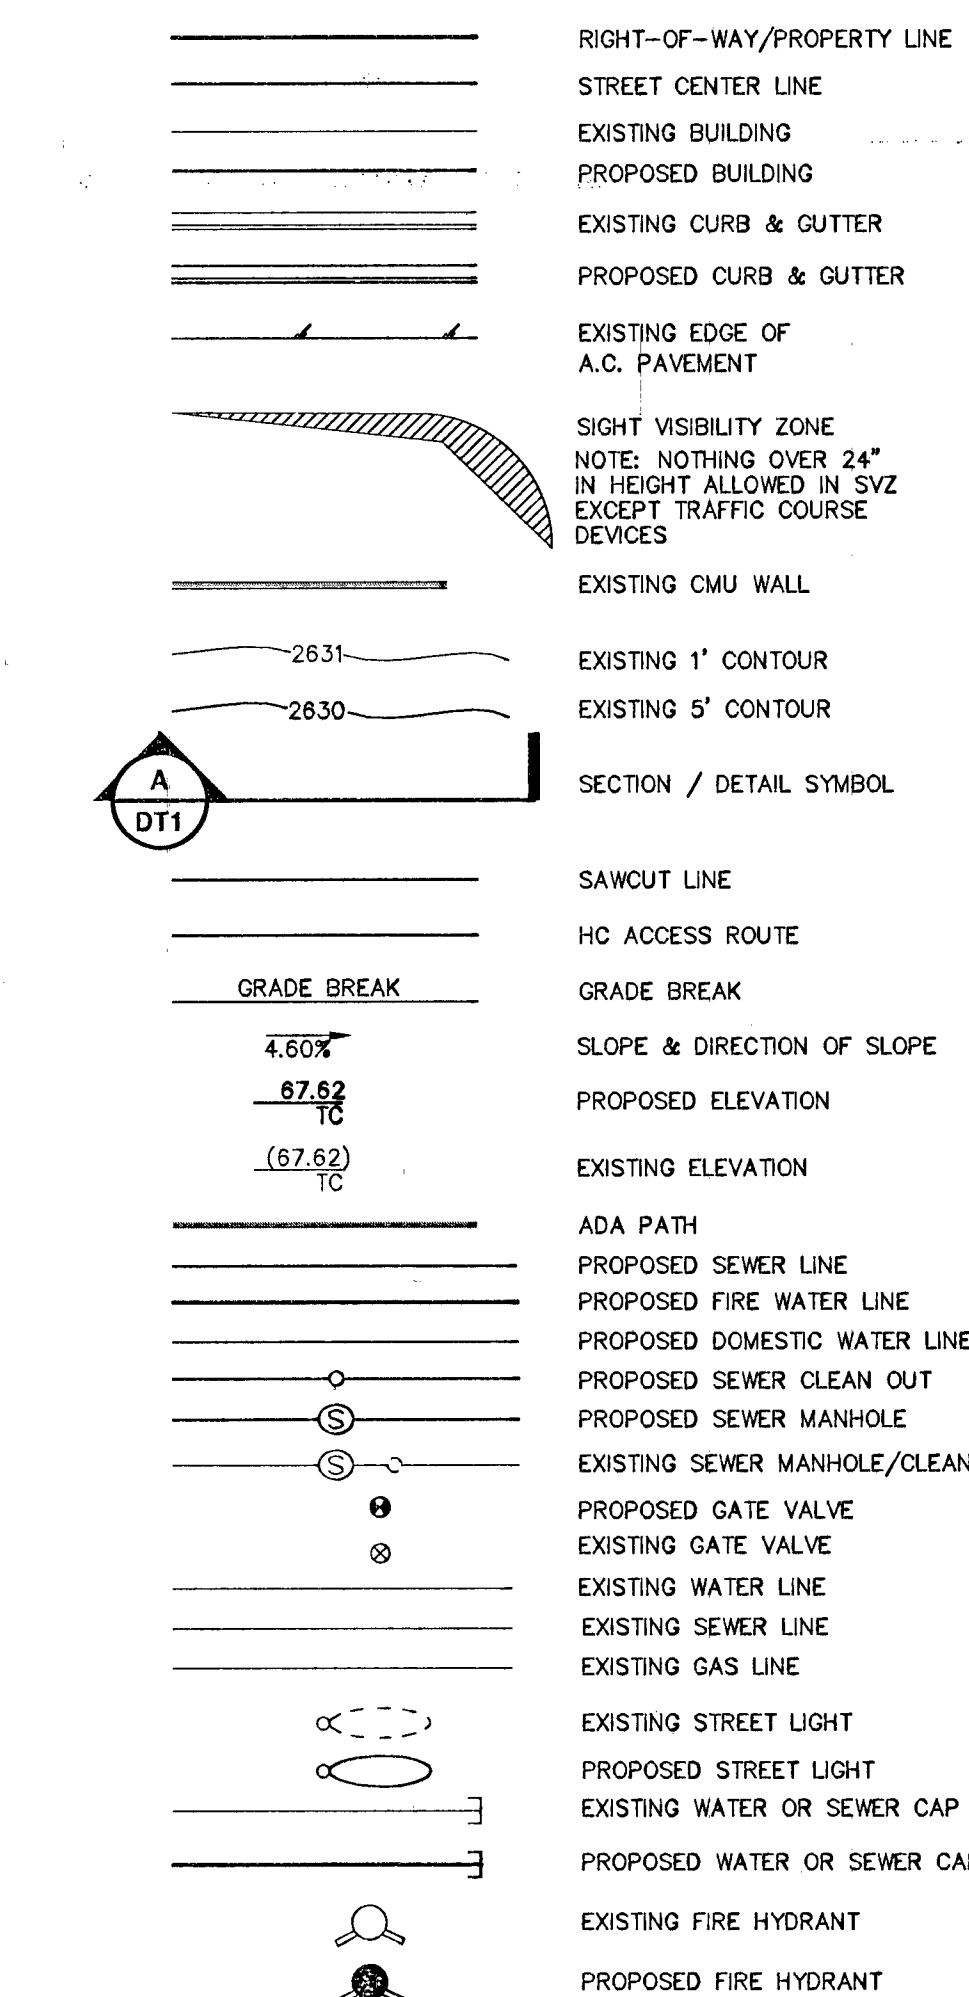 RIGHT-OF-WAY/PROPERTY LINE
STREET CENTER LINE
EXISTING BUILDING
PROPOSED BUILDING
EXISTING CURB & GUTTER
PROPOSED CURB & GUTTER
EXISTING EDGE OF
A.C. PAVEMENT
SIGHT VISIBILITY ZONE
NOTE: NOTHING OVER 24"
IN HEIGHT ALLOWED IN SVZ
EXCEPT TRAFFIC COURSE
DEVICES
EXISTING CMU WALL
2631 EXISTING 1' CONTOUR
2630 EXISTING 5' CONTOUR
A
DT1
SECTION / DETAIL SYMBOL
SAWCUT LINE
HC ACCESS ROUTE
GRADE BREAK GRADE BREAK
4.60% SLOPE & DIRECTION OF SLOPE
67.62
TC
PROPOSED ELEVATION
(67.62)
TC
EXISTING ELEVATION
ADA PATH
PROPOSED SEWER LINE
PROPOSED FIRE WATER LINE
PROPOSED DOMESTIC WATER LINE
PROPOSED SEWER CLEAN OUT
S PROPOSED SEWER MANHOLE
S EXISTING SEWER MANHOLE/CLEAN
PROPOSED GATE VALVE
EXISTING GATE VALVE
EXISTING WATER LINE
EXISTING SEWER LINE
EXISTING GAS LINE
EXISTING STREET LIGHT
PROPOSED STREET LIGHT
EXISTING WATER OR SEWER CAP
PROPOSED WATER OR SEWER CA
EXISTING FIRE HYDRANT
PROPOSED FIRE HYDRANT